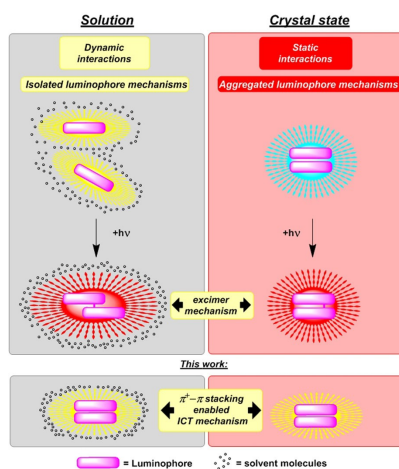 Solution
Crystal state
Dynamic
interactions
Static
interactions
Isolated luminophore mechanisms
Aggregated luminophore mechanisms
+hν
+hν
excimer
mechanism
This work:
π⁺−π stacking
enabled
ICT mechanism
= Luminophore
= solvent molecules